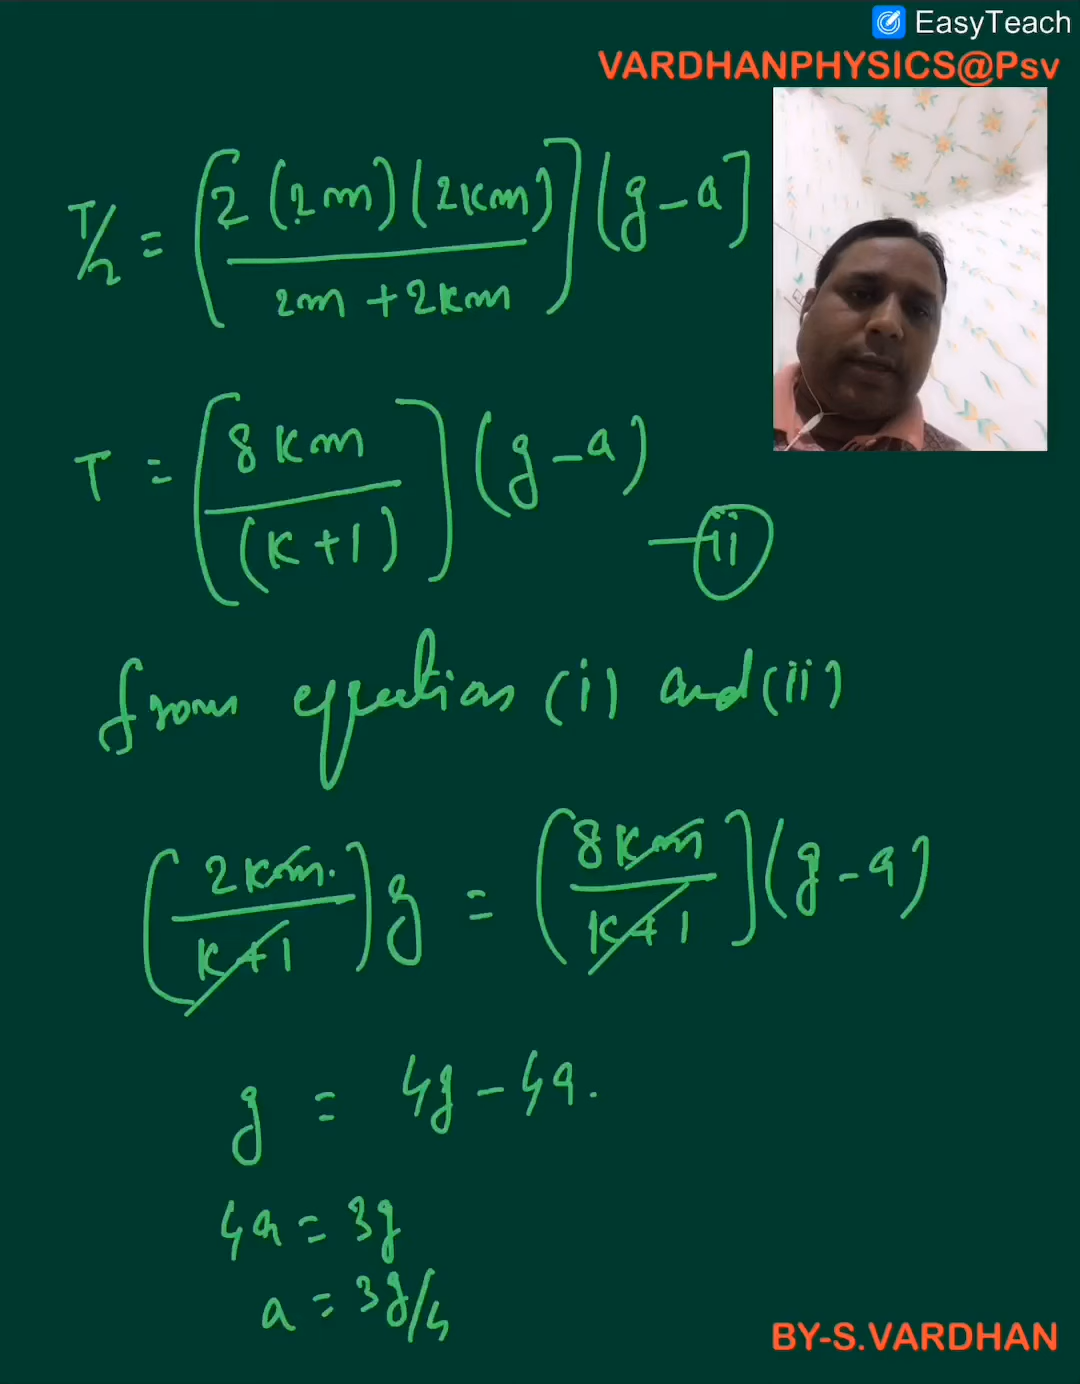 EasyTeach
VARDHANPHYSICS@Psv
T/2 = [2 (2m) (2Km) / 2m + 2Km] (g - a]
T = [8Km / (K+1)] (g - a) — (ii)
from equation (i) and (ii)
(2Km. / K+1) g = [8Km / K+1] (g - a)
g = 4g - 4a.
4a = 3g
a = 3g/4
BY-S.VARDHAN